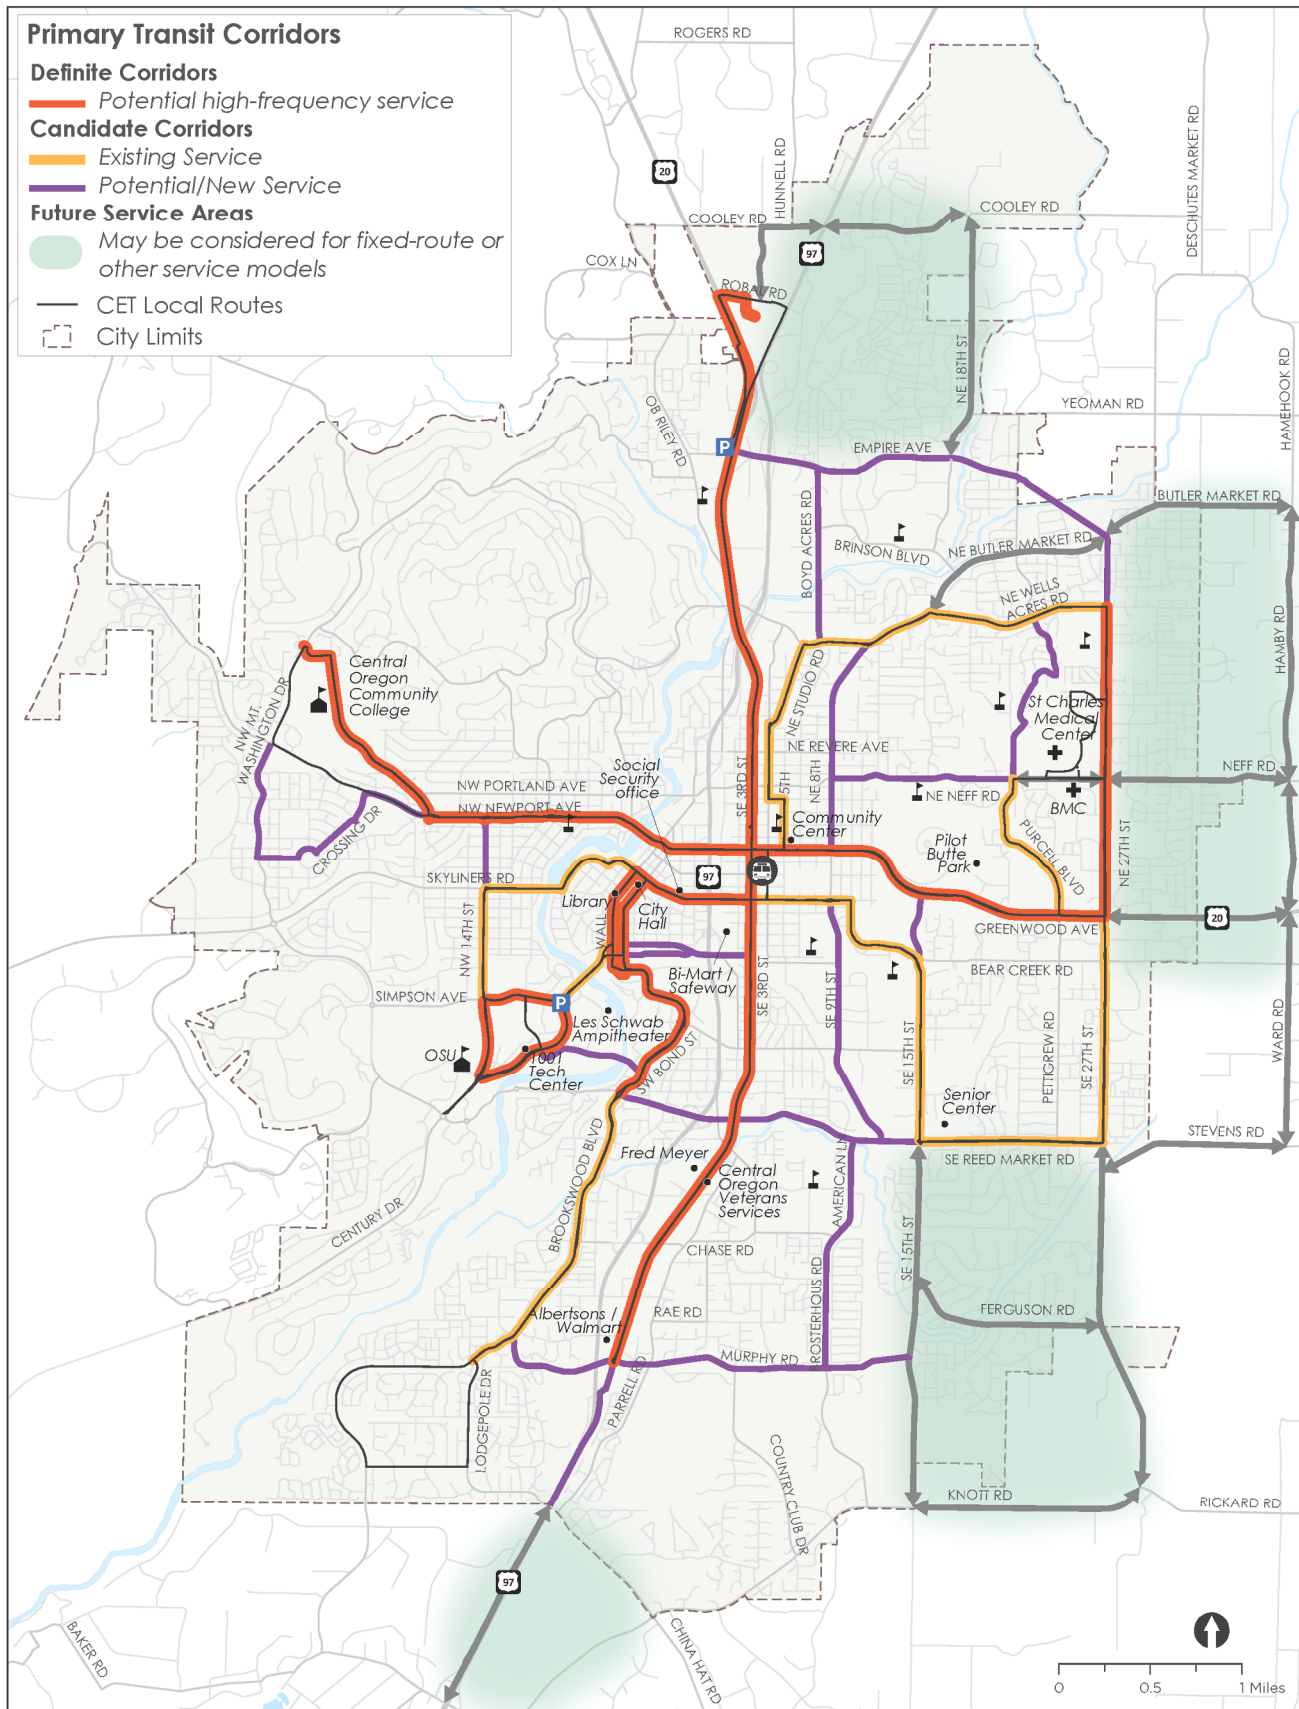 Primary Transit Corridors
Definite Corridors
Potential high-frequency service
Candidate Corridors
Existing Service
Potential/New Service
Future Service Areas
May be considered for fixed-route or
other service models
CET Local Routes
City Limits
ROGERS RD
20
HUNNELL RD
DESCHUTES MARKET RD
COOLEY RD
COOLEY RD
97
COX LN
ROBAL RD
NE 18TH ST
HAMEHOOK RD
YEOMAN RD
OB RILEY RD
P
EMPIRE AVE
BUTLER MARKET RD
BOYD ACRES RD
BRINSON BLVD
NE BUTLER MARKET RD
NE WELLS
ACRES RD
HAMBY RD
Central
Oregon
Community
College
NW MT.
WASHINGTON DR
NE STUDIO RD
St Charles
Medical
Center
NE REVERE AVE
Social
Security
office
NEFF RD
NW PORTLAND AVE
NW NEWPORT AVE
SE 3RD ST
5TH
NE 8TH
NE NEFF RD
BMC
Community
Center
CROSSING DR
PURCELL BLVD
NE 27TH ST
Pilot
Butte
Park
SKYLINERS RD
97
Library
City
Hall
WALL
GREENWOOD AVE
20
NW 14TH ST
Bi-Mart /
Safeway
SE 3RD ST
SE 9TH ST
BEAR CREEK RD
SIMPSON AVE
P
Les Schwab
Ampitheater
OSU
1001
Tech
Center
SW BOND ST
SE 15TH ST
PETTIGREW RD
SE 27TH ST
WARD RD
Senior
Center
STEVENS RD
BROOKSWOOD BLVD
Fred Meyer
SE REED MARKET RD
Central
Oregon
Veterans
Services
AMERICAN LN
CENTURY DR
CHASE RD
SE 15TH ST
Albertsons /
Walmart
RAE RD
BROSTERHOUS RD
FERGUSON RD
MURPHY RD
LODGEPOLE DR
PARRELL RD
COUNTRY CLUB DR
KNOTT RD
RICKARD RD
97
BAKER RD
CHINA HAT RD
0
0.5
1 Miles